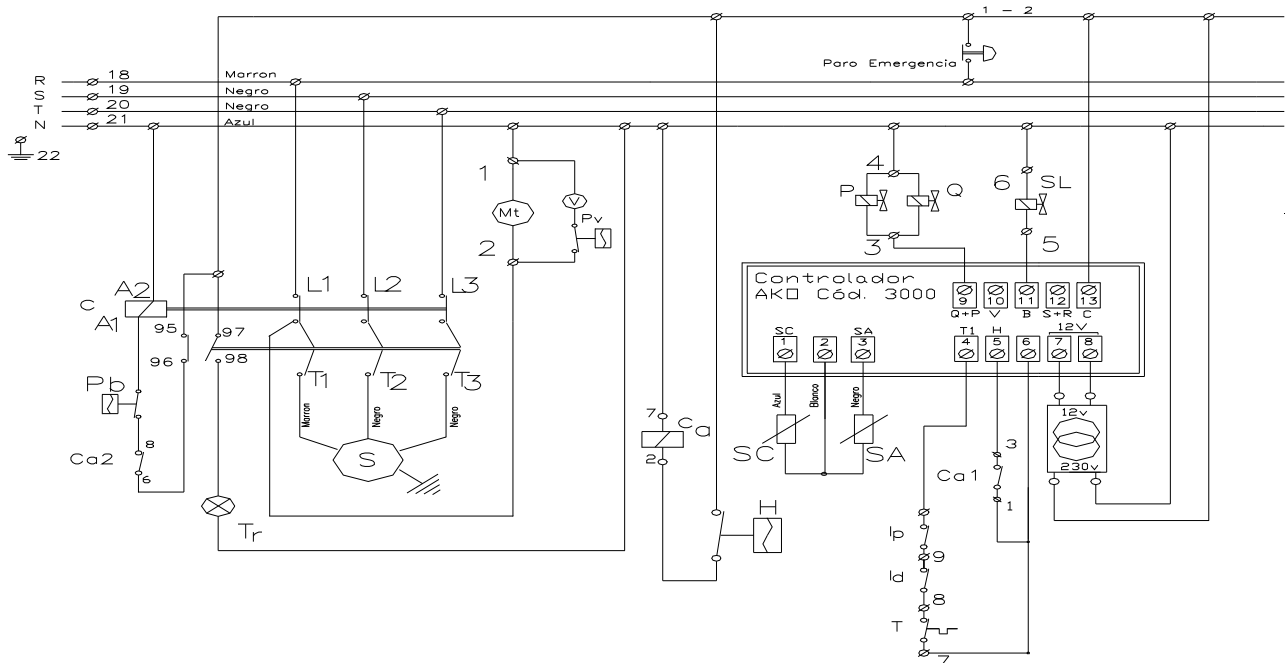 1 - 2
Paro Emergencia
R 18 Marron
S 19 Negro
T 20 Negro
N 21 Azul
22
1
Mt
V
Pv
2
4
P
Q
3
6
SL
5
C
A2
A1
L1
L2
L3
95
97
96
98
T1
T2
T3
Pb
8
Ca2
6
Marron
Negro
Negro
S
Tr
7
Ca
2
H
Controlador
AKO Cód. 3000
9
10
11
12
13
Q+P
V
B
S+R
C
SC
SA
T1
H
12V
1
2
3
4
5
6
7
8
Azul
Blanco
Negro
SC
SA
3
Ca1
1
12v
230v
Ip
9
Id
8
T
7